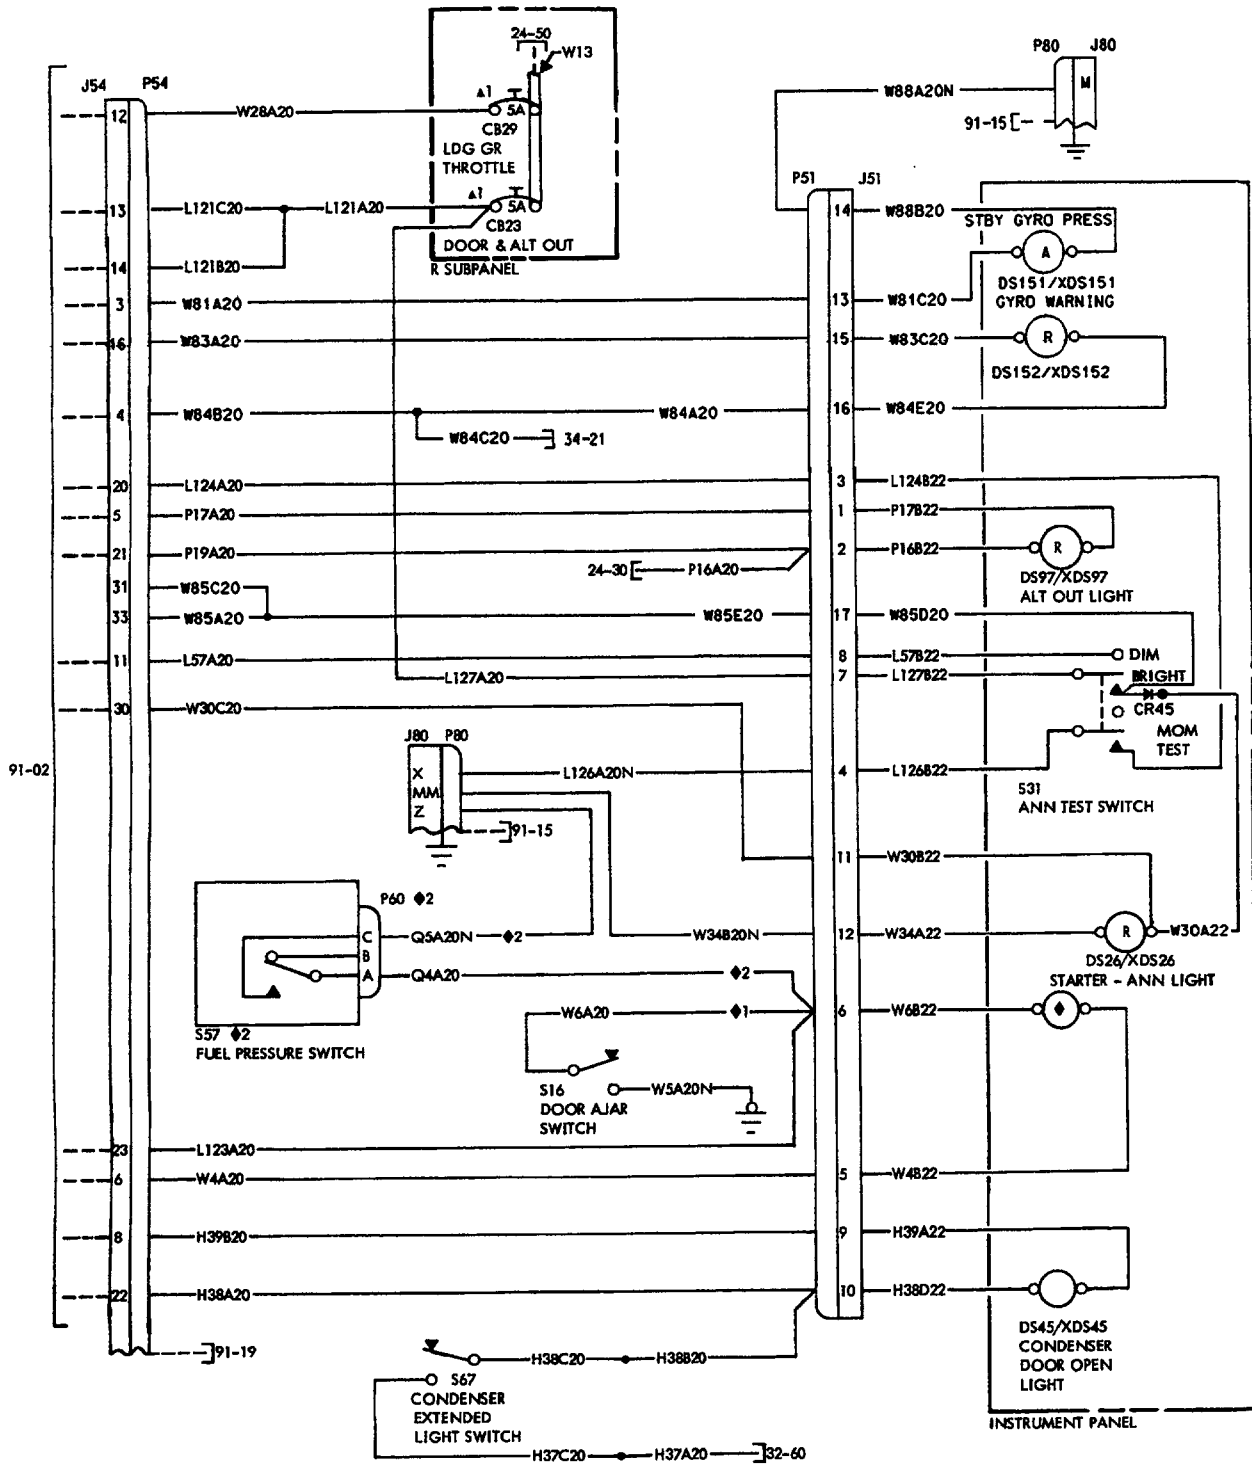 24-50
W13
P80 J80
J54 P54
▲1
W88A20N
M
12
W28A20
5A
CB29
91-15
LDG GR
THROTTLE
P51 J51
▲1
13
L121C20 L121A20
5A
14
W88B20
STBY GYRO PRESS
CB23
DOOR & ALT OUT
A
14
L121B20
R SUBPANEL
DS151/XDS151
GYRO WARNING
3
W81A20
13
W81C20
16
W83A20
15
W83C20
R
DS152/XDS152
4
W84B20
W84A20
16
W84E20
W84C20
34-21
20
L124A20
3
L124B22
5
P17A20
1
P17B22
21
P19A20
2
P16B22
R
24-30
P16A20
DS97/XDS97
ALT OUT LIGHT
31
W85C20
33
W85A20
W85E20
17
W85D20
11
L57A20
8
L57B22
DIM
L127A20
7
L127B22
BRIGHT
30
W30C20
CR45
J80 P80
MOM
TEST
91-02
X
L126A20N
4
L126B22
MM
S31
ANN TEST SWITCH
Z
91-15
11
W30B22
P60 ♦2
C
Q5A20N
♦2
W34B20N
12
W34A22
R
W30A22
B
DS26/XDS26
STARTER - ANN LIGHT
A
Q4A20
♦2
W6A20
♦1
6
W6B22
♦
S57 ♦2
FUEL PRESSURE SWITCH
S16
DOOR AJAR
SWITCH
W5A20N
23
L123A20
6
W4A20
5
W4B22
8
H39B20
9
H39A22
22
H38A20
10
H38D22
DS45/XDS45
CONDENSER
DOOR OPEN
LIGHT
91-19
H38C20
H38B20
S67
CONDENSER
EXTENDED
LIGHT SWITCH
INSTRUMENT PANEL
H37C20
H37A20
32-60